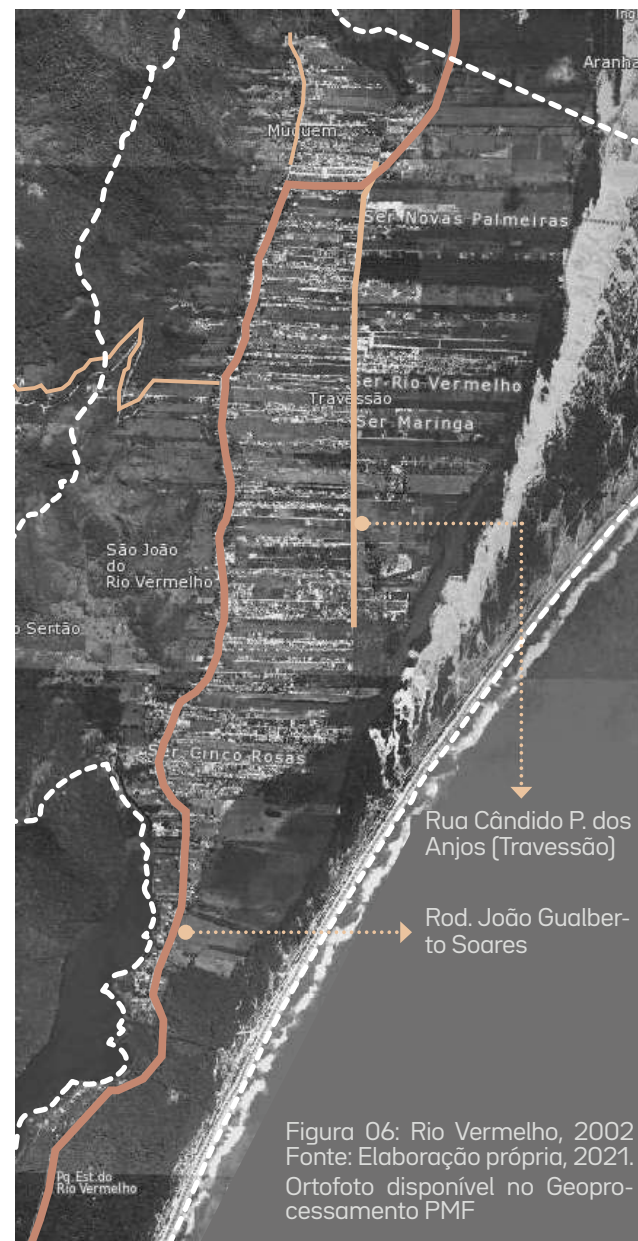 Ingl
Aranha
Muquem
Ser Novas Palmeiras
Ser Rio Vermelho
Travessão
Ser Maringa
São João
do
Rio Vermelho
o Sertão
Ser Cinco Rosas
Rua Cândido P. dos
Anjos (Travessão)
Rod. João Gualber-
to Soares
Pq.Est.do
Rio Vermelho
Figura 06: Rio Vermelho, 2002
Fonte: Elaboração própria, 2021.
Ortofoto disponível no Geopro-
cessamento PMF